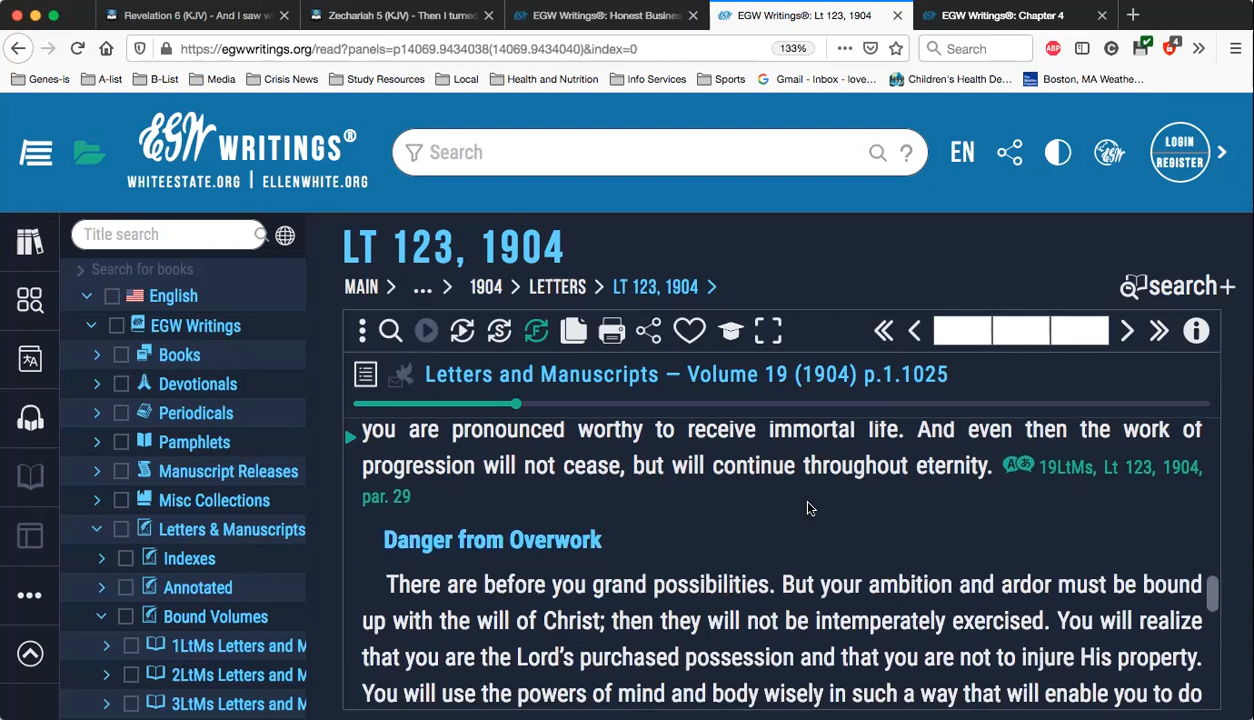 Revelation 6 (KJV) - And I saw w
Zechariah 5 (KJV) - Then I turned
EGW Writings®: Honest Busines
EGW Writings®: Lt 123, 1904
EGW Writings®: Chapter 4
https://egwwritings.org/read?panels=p14069.9434038(14069.9434040)&index=0
133%
Search
ABP
4
Genes-is
A-list
B-List
Media
Crisis News
Study Resources
Local
Health and Nutrition
Info Services
Sports
Gmail - Inbox - love...
Children's Health De...
Boston, MA Weathe...
EGW WRITINGS®
WHITEESTATE.ORG | ELLENWHITE.ORG
Search
EN
LOGIN
REGISTER
Title search
Search for books
English
EGW Writings
Books
Devotionals
Periodicals
Pamphlets
Manuscript Releases
Misc Collections
Letters & Manuscripts
Indexes
Annotated
Bound Volumes
1LtMs Letters and M
2LtMs Letters and M
3LtMs Letters and M
LT 123, 1904
MAIN > ... > 1904 > LETTERS > LT 123, 1904 >
search+
Letters and Manuscripts — Volume 19 (1904) p.1.1025
you are pronounced worthy to receive immortal life. And even then the work of
progression will not cease, but will continue throughout eternity. 19LtMs, Lt 123, 1904,
par. 29
Danger from Overwork
There are before you grand possibilities. But your ambition and ardor must be bound
up with the will of Christ; then they will not be intemperately exercised. You will realize
that you are the Lord's purchased possession and that you are not to injure His property.
You will use the powers of mind and body wisely in such a way that will enable you to do